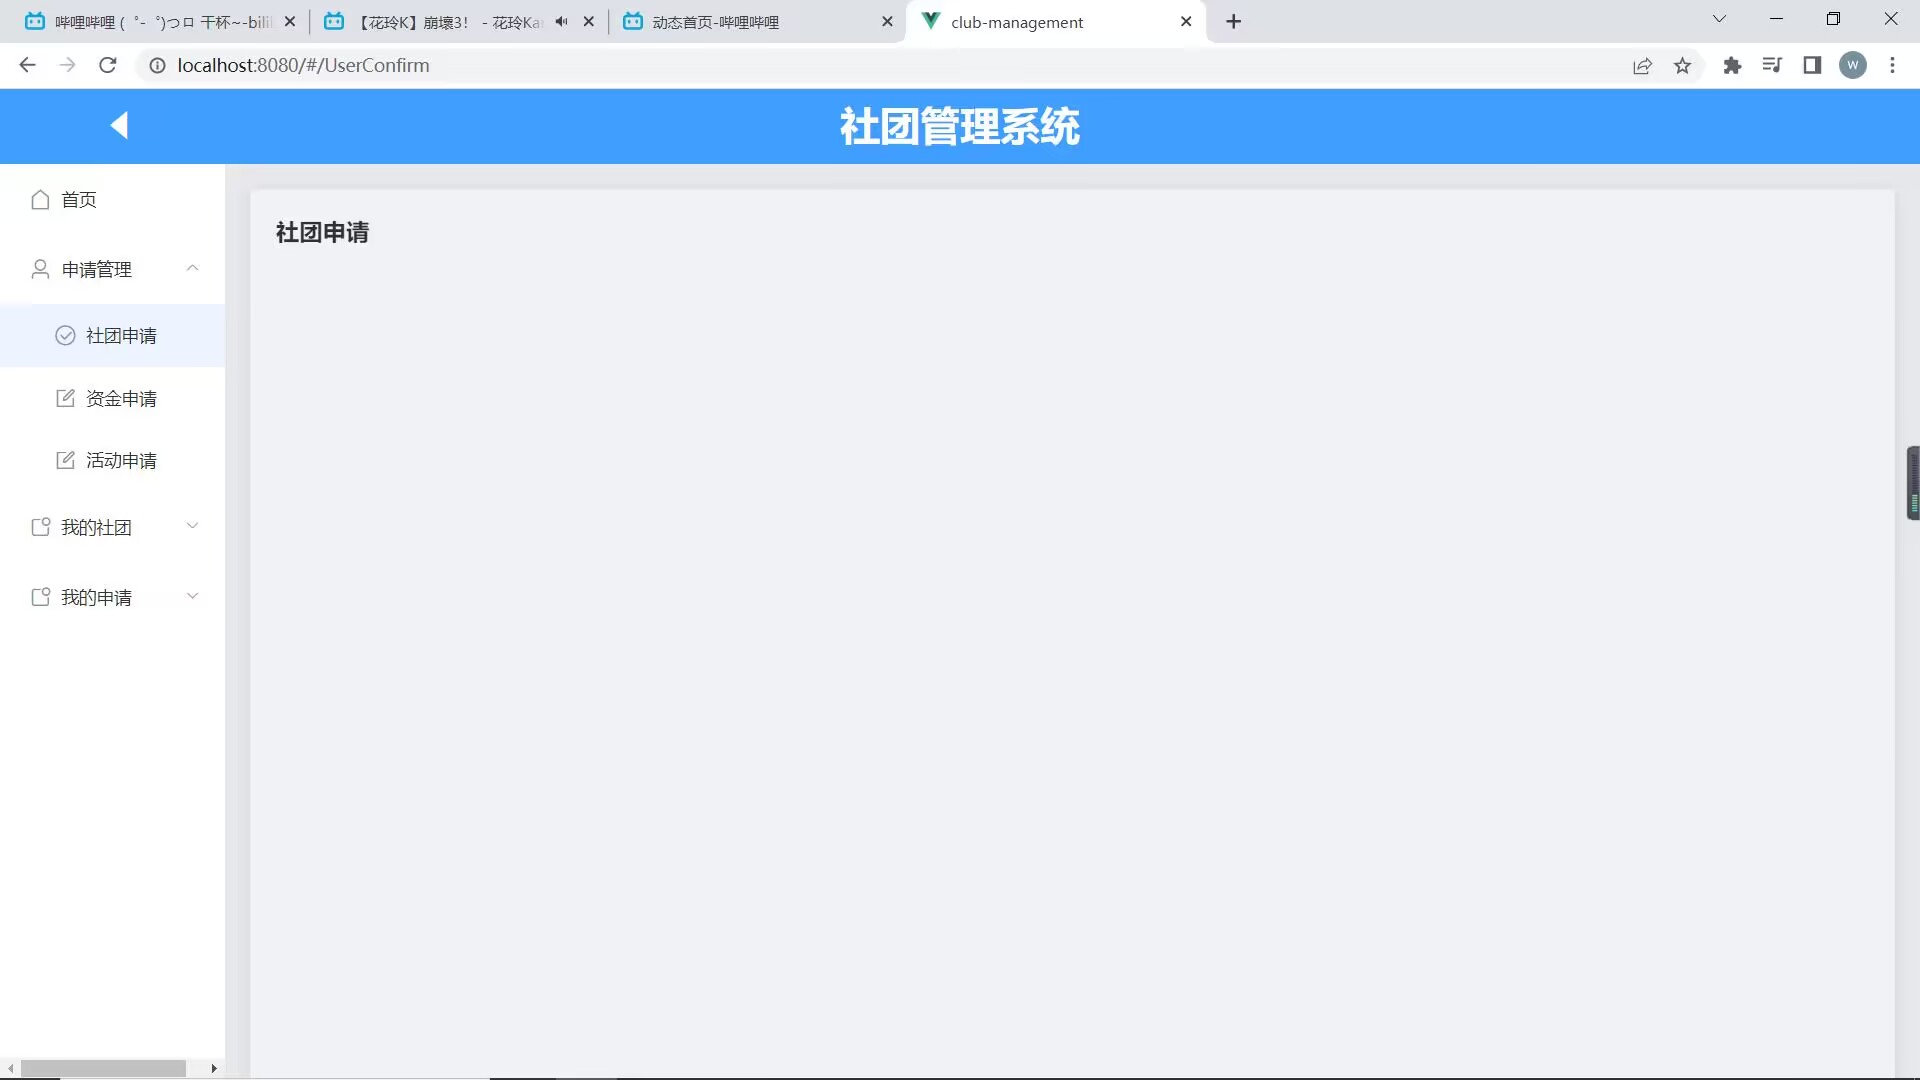 哔哩哔哩 (゜-゜)つロ 干杯~-bili
【花玲K】崩壞3! - 花玲Ka
动态首页-哔哩哔哩
club-management
localhost:8080/#/UserConfirm
W
社团管理系统
首页
申请管理
社团申请
资金申请
活动申请
我的社团
我的申请
社团申请